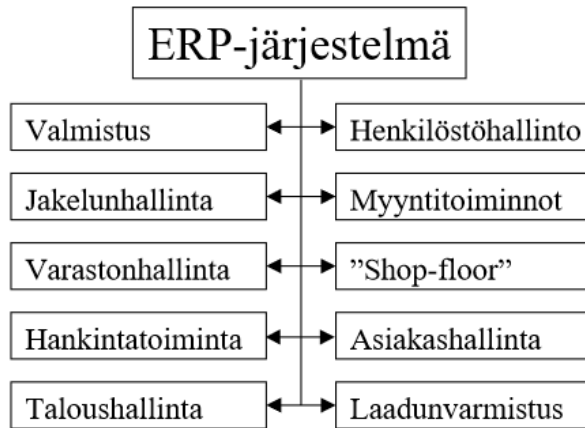 ERP-järjestelmä
Valmistus
Henkilöstöhallinto
Jakelunhallinta
Myyntitoiminnot
Varastonhallinta
”Shop-floor”
Hankintatoiminta
Asiakashallinta
Taloushallinta
Laadunvarmistus